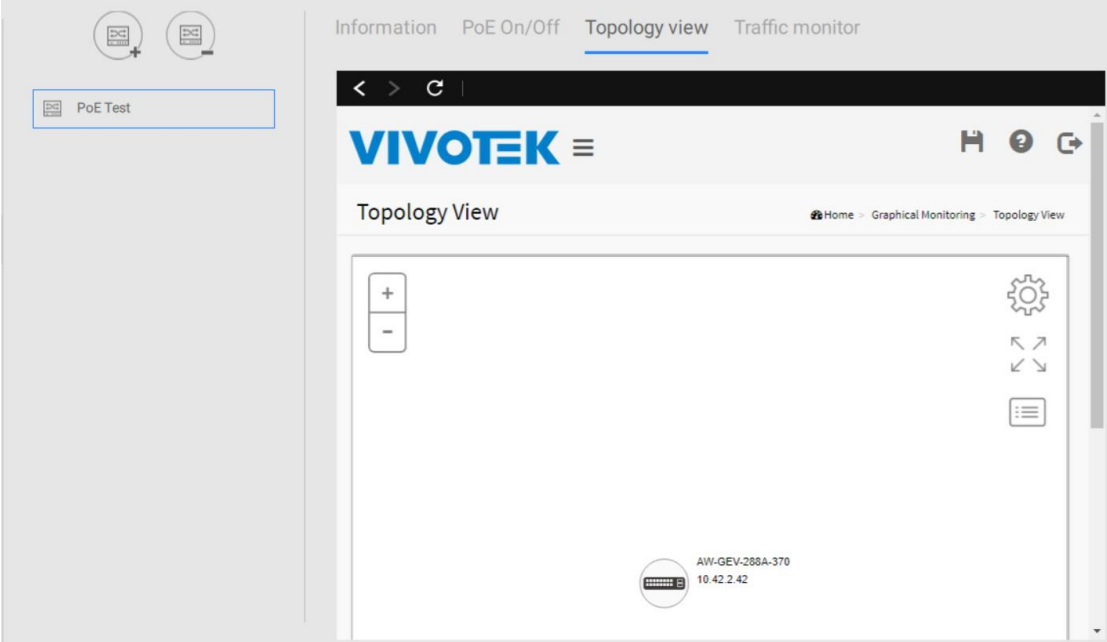 Information PoE On/Off Topology view Traffic monitor
PoE Test
VIVOTEK
Topology View
Home > Graphical Monitoring > Topology View
+
-
AW-GEV-288A-370
10.42.2.42